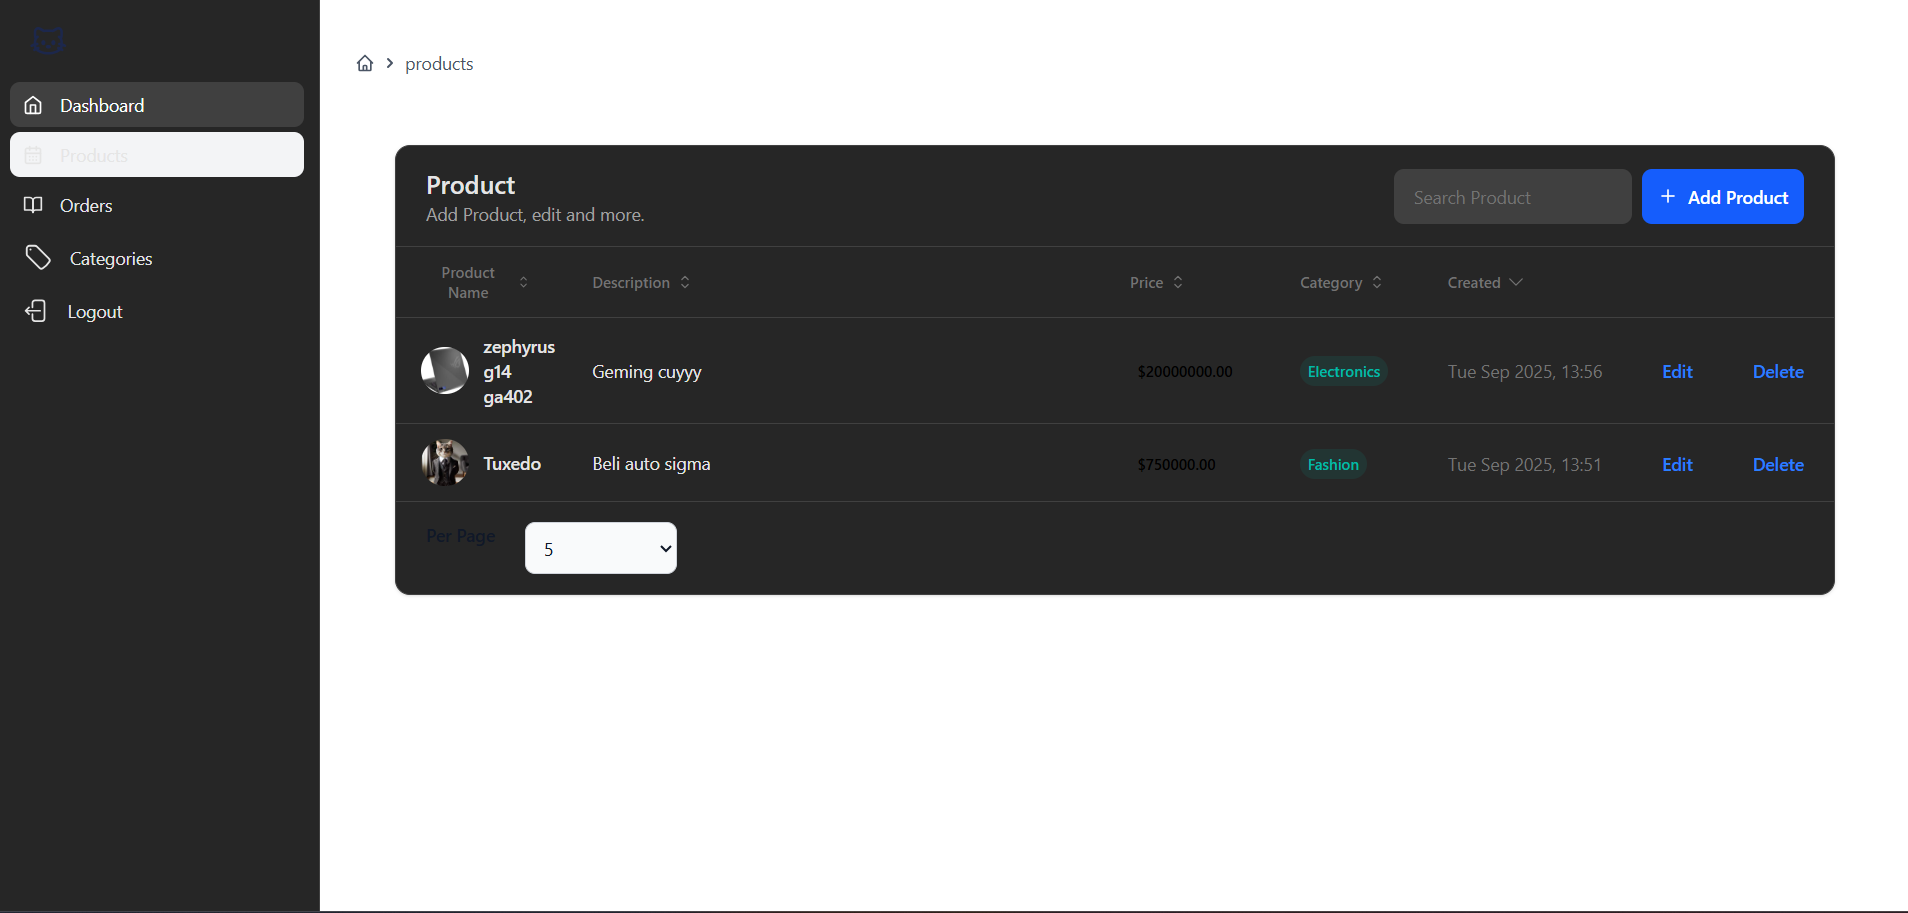 Dashboard
Products
Orders
Categories
Logout
products
Product
Add Product, edit and more.
Search Product
Add Product
Product
Name
Description
Price
Category
Created
zephyrus
g14
ga402
Geming cuyyy
$20000000.00
Electronics
Tue Sep 2025, 13:56
Edit
Delete
Tuxedo
Beli auto sigma
$750000.00
Fashion
Tue Sep 2025, 13:51
Edit
Delete
Per Page
5